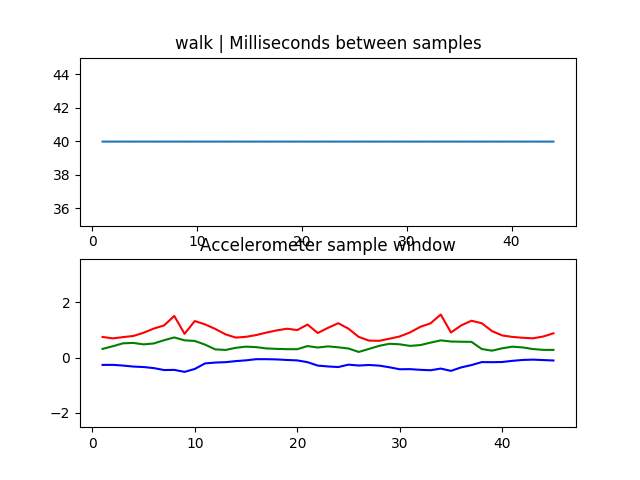 walk | Milliseconds between samples
44
42
40
38
36
0 10 20 30 40
Accelerometer sample window
2
0
−2
0 10 20 30 40